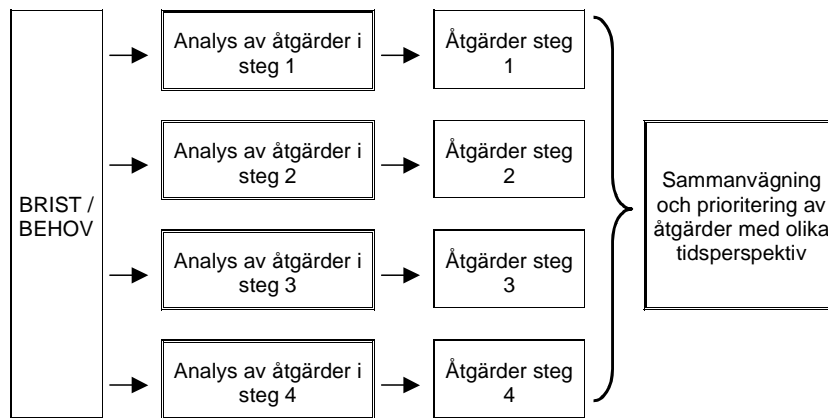 BRIST /
BEHOV
Analys av åtgärder i
steg 1
Åtgärder steg
1
Analys av åtgärder i
steg 2
Åtgärder steg
2
Analys av åtgärder i
steg 3
Åtgärder steg
3
Analys av åtgärder i
steg 4
Åtgärder steg
4
Sammanvägning
och prioritering av
åtgärder med olika
tidsperspektiv